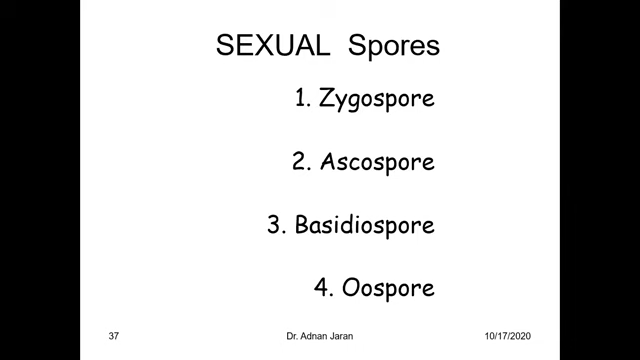 SEXUAL Spores
1. Zygospore
2. Ascospore
3. Basidiospore
4. Oospore
37 Dr. Adnan Jaran 10/17/2020